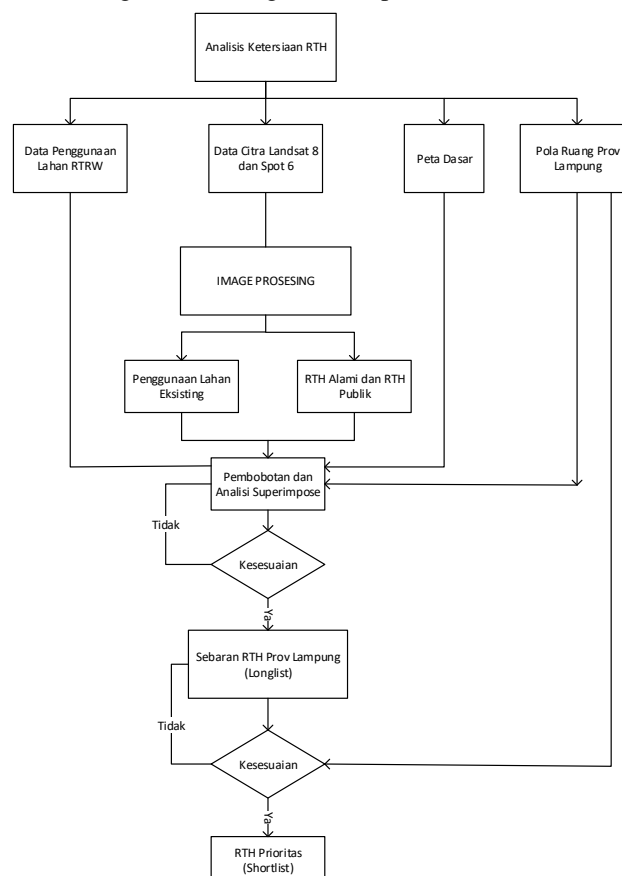 Analisis Ketersiaan RTH
Data Penggunaan
Lahan RTRW
Data Citra Landsat 8
dan Spot 6
Peta Dasar
Pola Ruang Prov
Lampung
IMAGE PROSESING
Penggunaan Lahan
Eksisting
RTH Alami dan RTH
Publik
Pembobotan dan
Analisi Superimpose
Tidak
Kesesuaian
Ya
Sebaran RTH Prov Lampung
(Longlist)
Tidak
Kesesuaian
Ya
RTH Prioritas
(Shortlist)